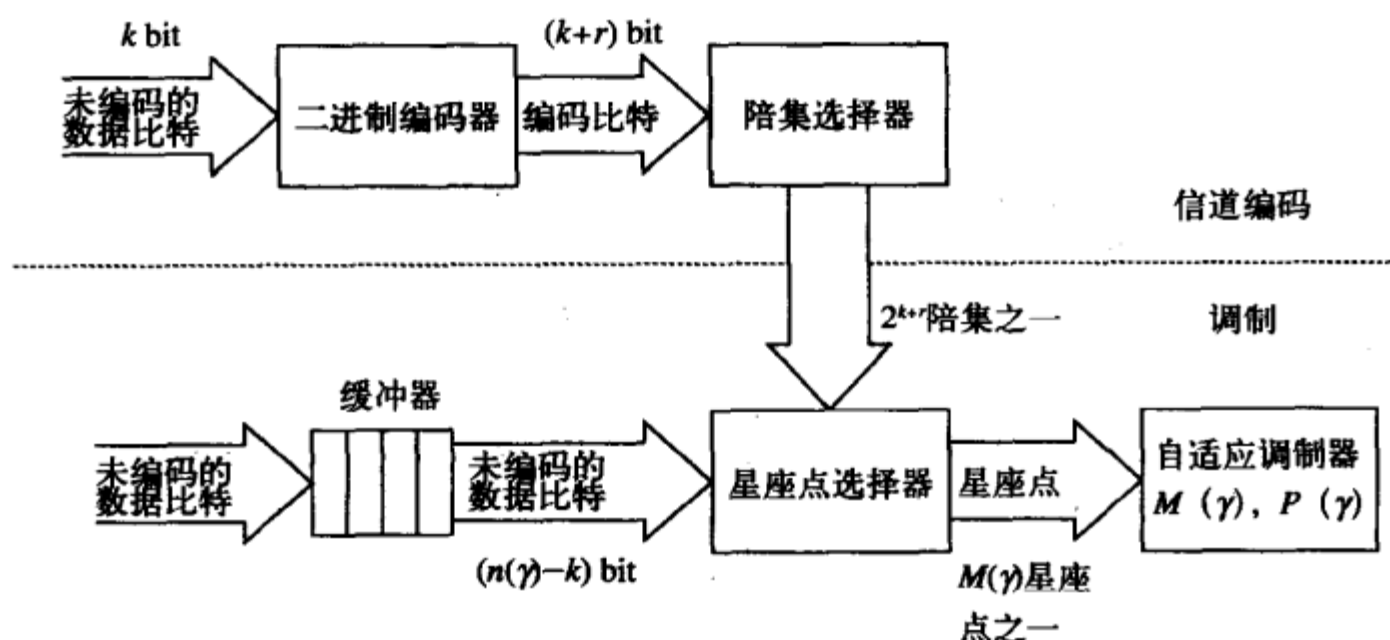 k bit
(k+r) bit
未编码的
数据比特
二进制编码器
编码比特
陪集选择器
信道编码
2^{k+r}陪集之一
调制
缓冲器
未编码的
数据比特
未编码的
数据比特
(n(γ)−k) bit
星座点选择器
星座点
M(γ)星座
点之一
自适应调制器
M (γ), P (γ)